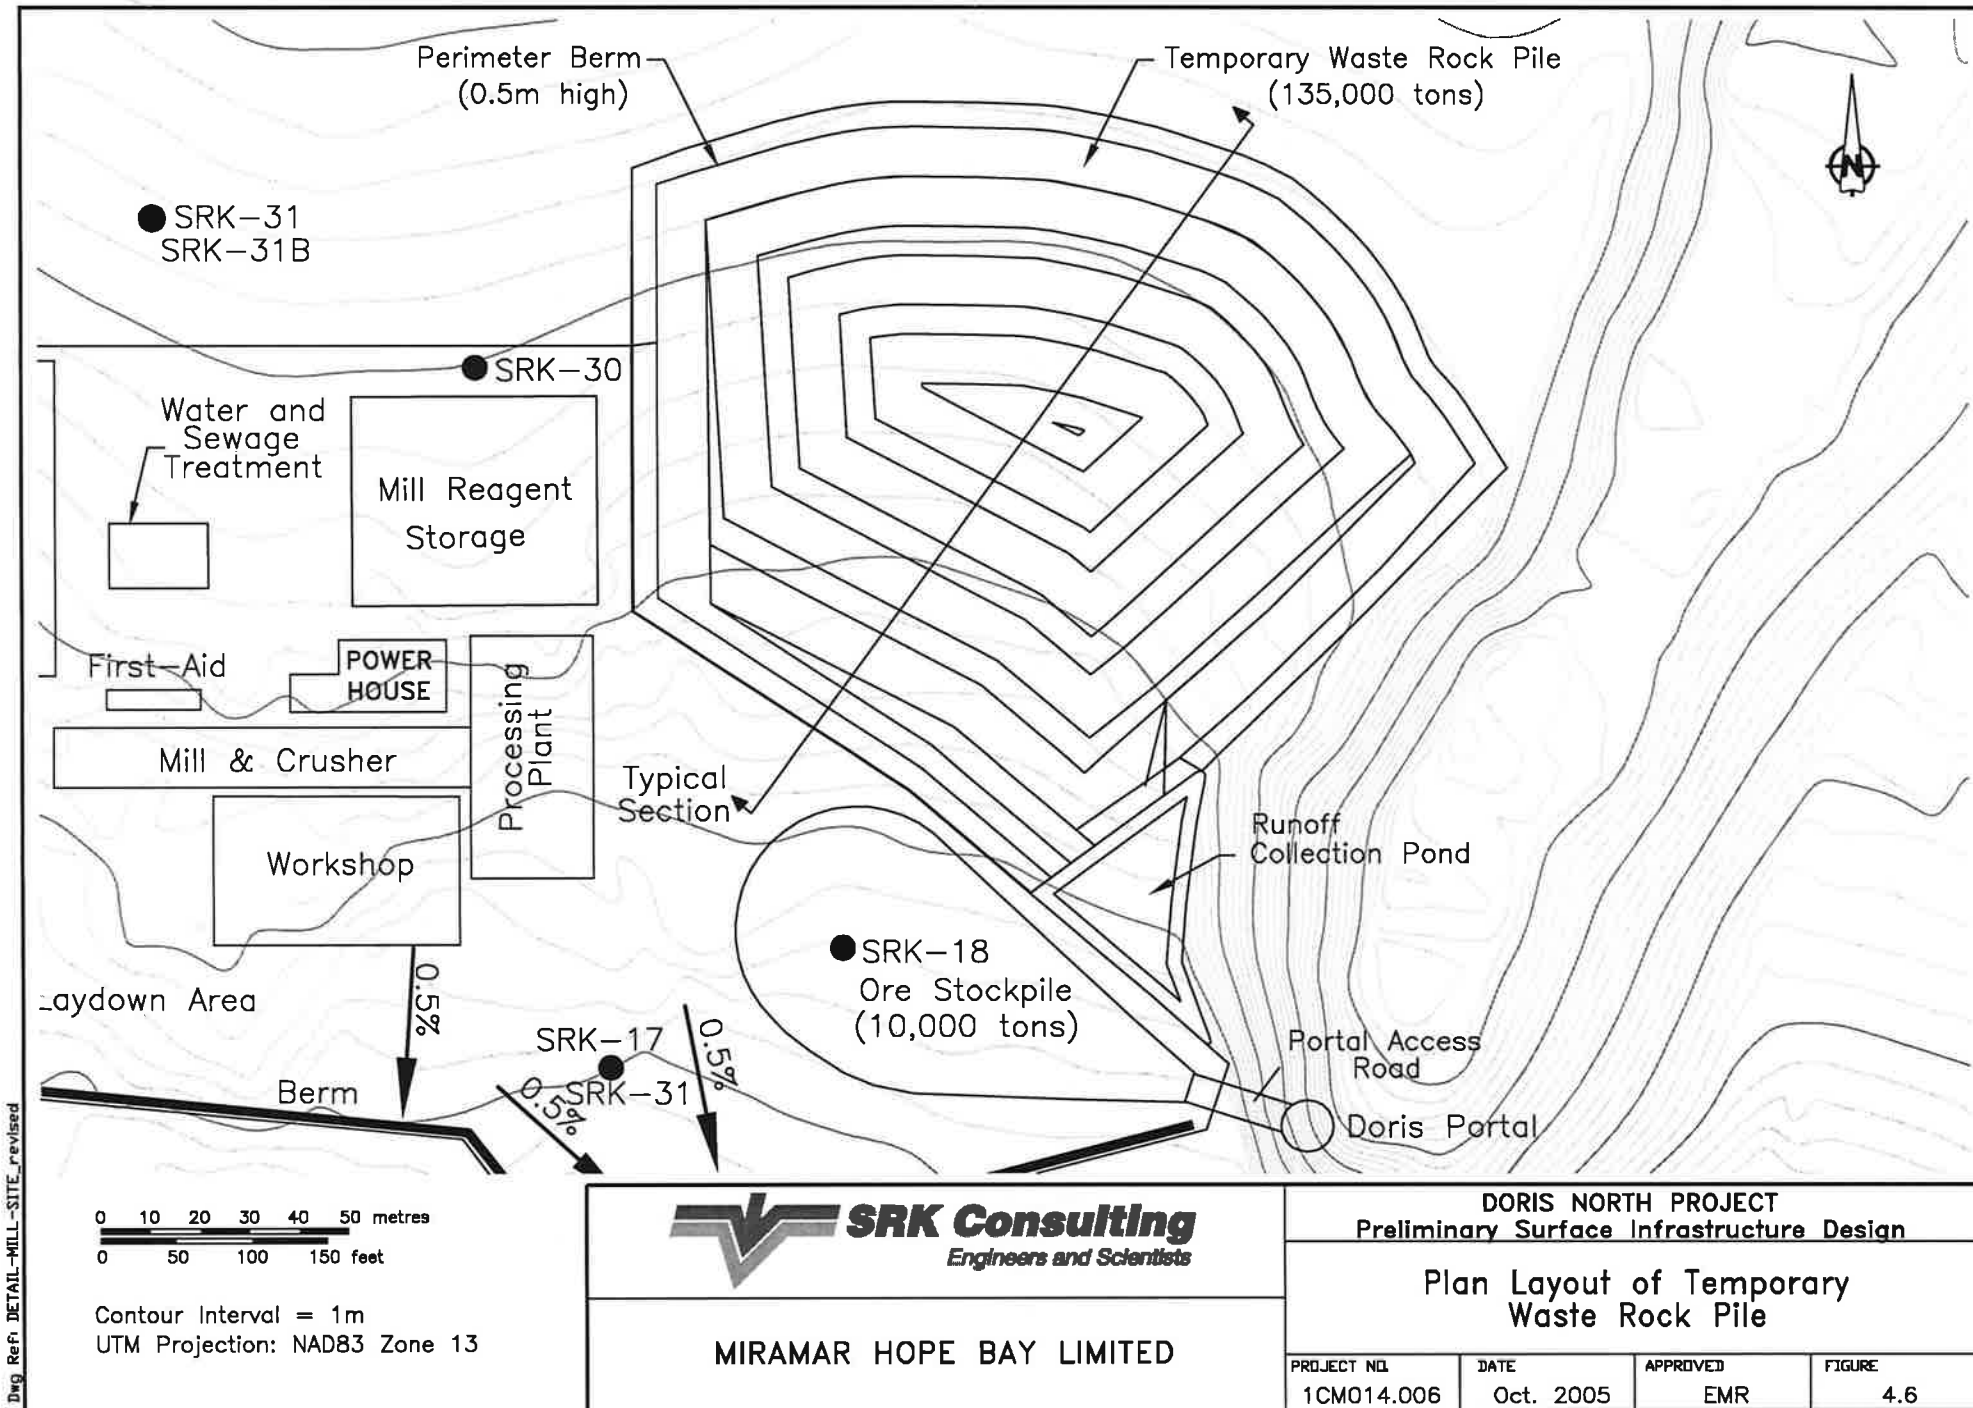 Perimeter Berm
(0.5m high)
Temporary Waste Rock Pile
(135,000 tons)
N
SRK-31
SRK-31B
SRK-30
Water and
Sewage
Treatment
Mill Reagent
Storage
First-Aid
POWER
HOUSE
Processing
Plant
Mill & Crusher
Typical
Section
Workshop
Runoff
Collection Pond
SRK-18
Ore Stockpile
(10,000 tons)
Laydown Area
0.5%
SRK-17
SRK-31
0.5%
0.5%
Berm
Portal Access
Road
Doris Portal
Dwg Ref: DETAIL-MILL-SITE_revised
0 10 20 30 40 50 metres
0 50 100 150 feet
Contour Interval = 1m
UTM Projection: NAD83 Zone 13
SRK Consulting
Engineers and Scientists
MIRAMAR HOPE BAY LIMITED
DORIS NORTH PROJECT
Preliminary Surface Infrastructure Design
Plan Layout of Temporary
Waste Rock Pile
PROJECT NO.
1CM014.006
DATE
Oct. 2005
APPROVED
EMR
FIGURE
4.6